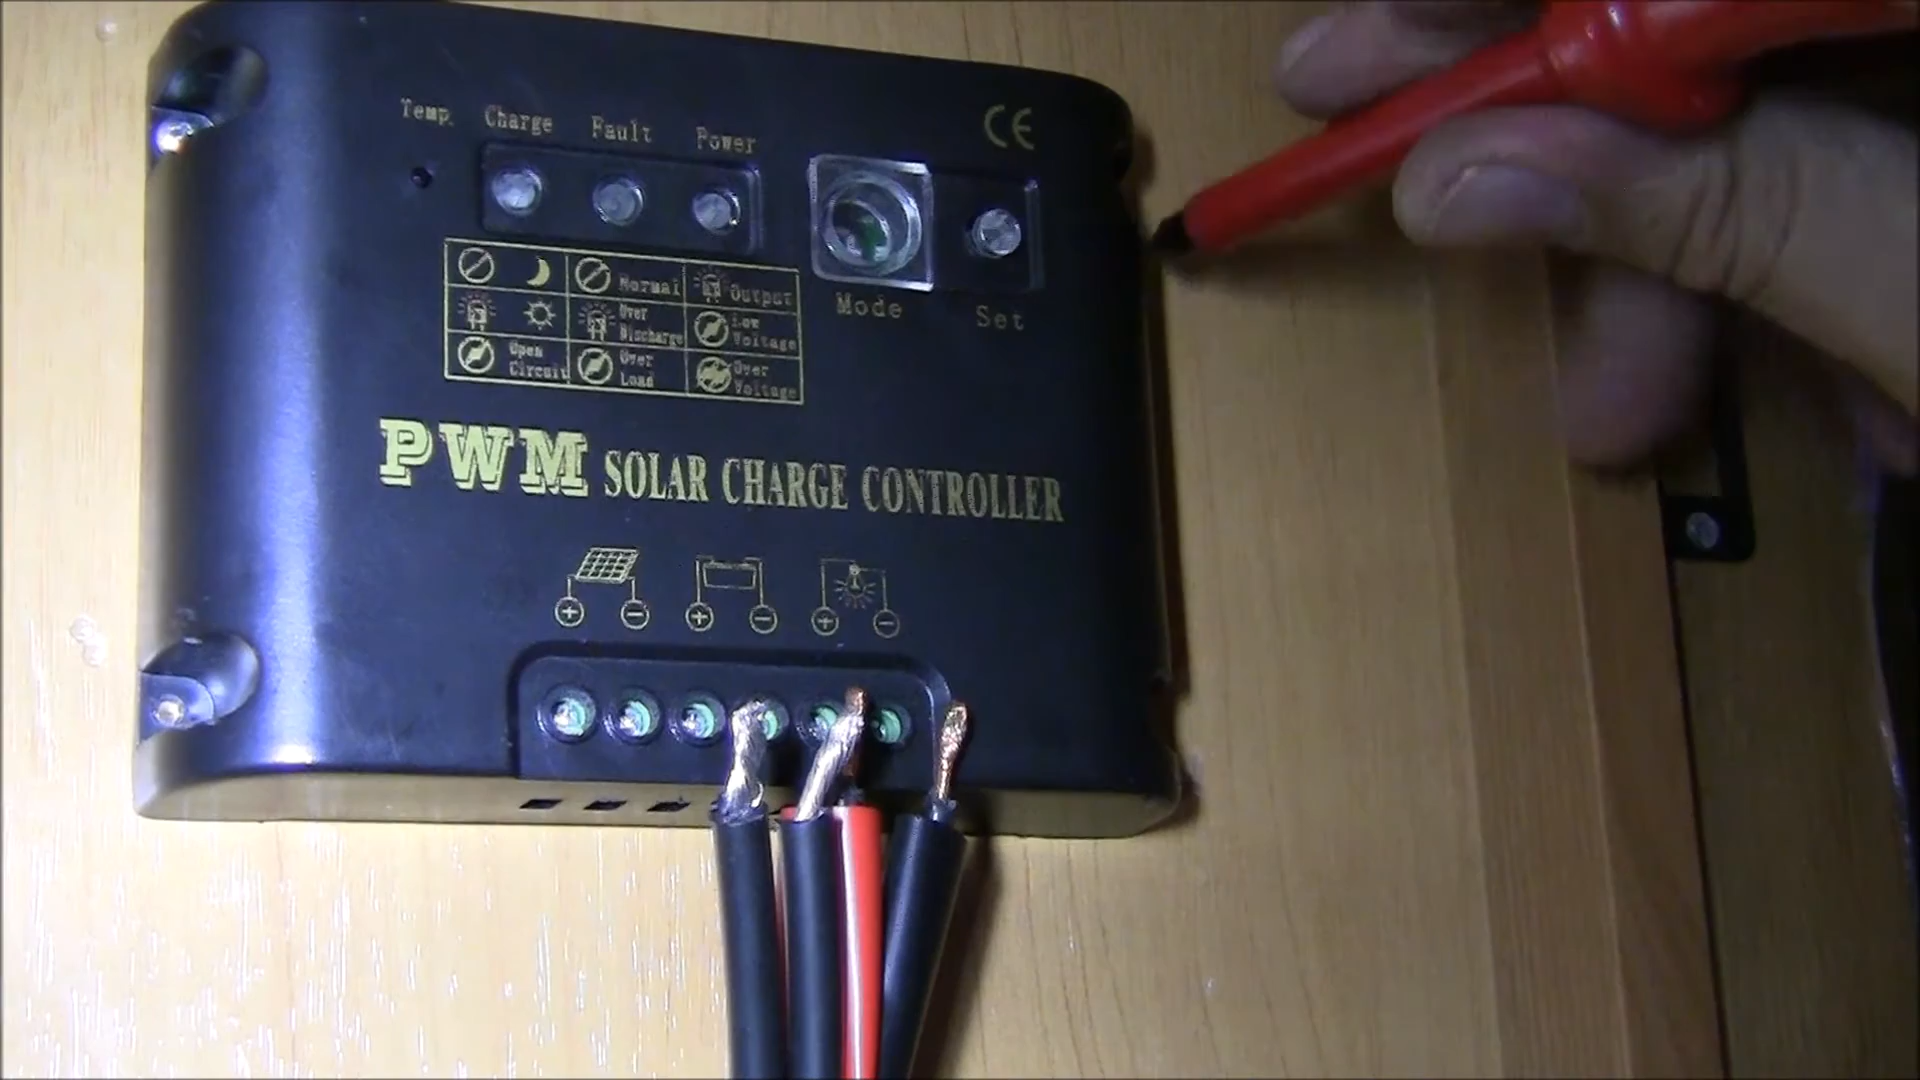 Temp. Charge Fault Power
CE
Normal
Output
Over Discharge
Low Voltage
Open Circuit
Over Load
Over Voltage
Mode
Set
PWM SOLAR CHARGE CONTROLLER
+ − + − + −